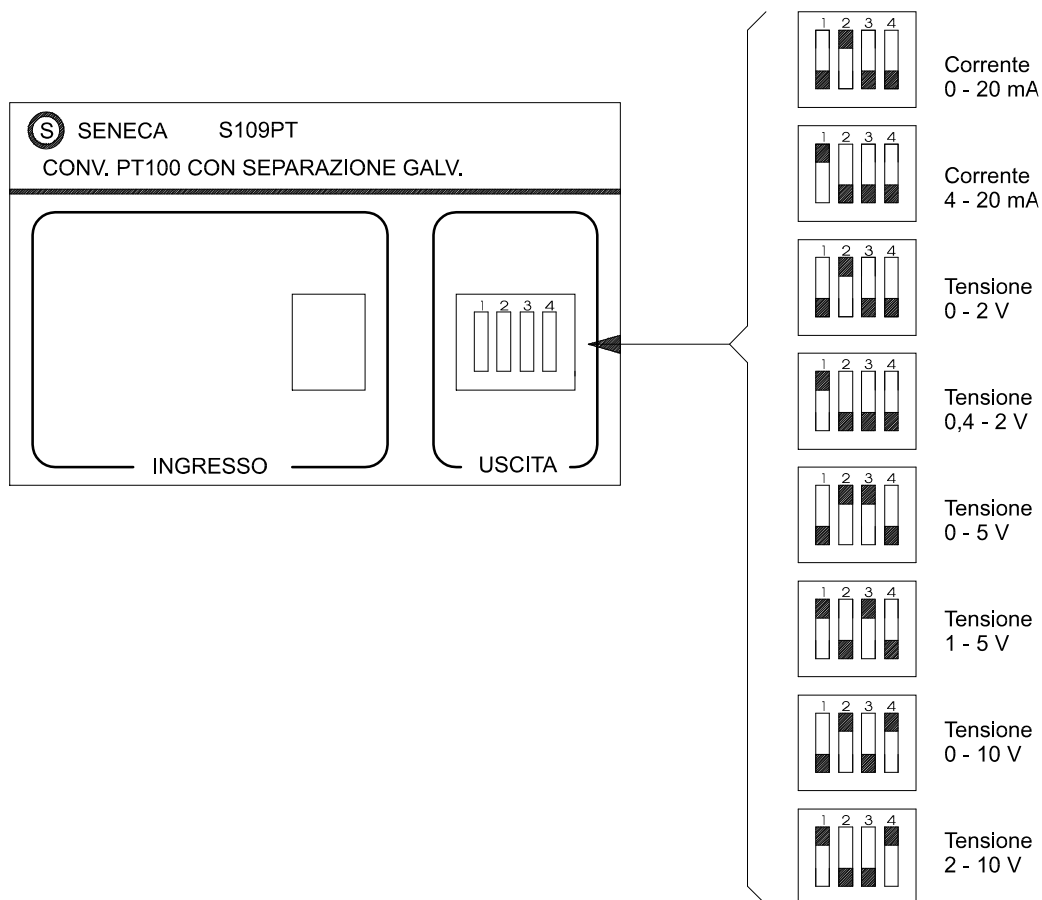 S SENECA S109PT
CONV. PT100 CON SEPARAZIONE GALV.
1 2 3 4
INGRESSO
USCITA
1 2 3 4
Corrente
0 - 20 mA
1 2 3 4
Corrente
4 - 20 mA
1 2 3 4
Tensione
0 - 2 V
1 2 3 4
Tensione
0,4 - 2 V
1 2 3 4
Tensione
0 - 5 V
1 2 3 4
Tensione
1 - 5 V
1 2 3 4
Tensione
0 - 10 V
1 2 3 4
Tensione
2 - 10 V